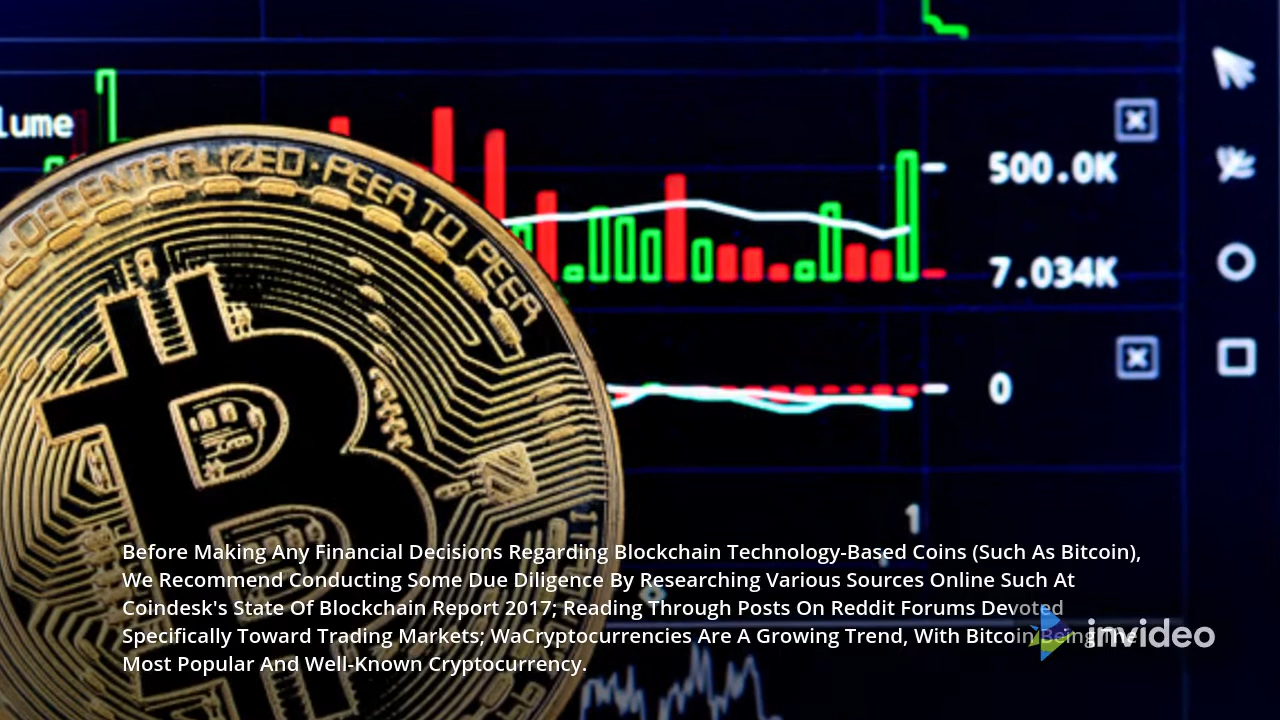 lume
DECENTRALIZED · PEER TO PEER
500.0K
7.034K
0
1
Before Making Any Financial Decisions Regarding Blockchain Technology-Based Coins (Such As Bitcoin),
We Recommend Conducting Some Due Diligence By Researching Various Sources Online Such At
Coindesk's State Of Blockchain Report 2017; Reading Through Posts On Reddit Forums Devoted
Specifically Toward Trading Markets; WaCryptocurrencies Are A Growing Trend, With Bitcoin Being The
Most Popular And Well-Known Cryptocurrency.
invideo